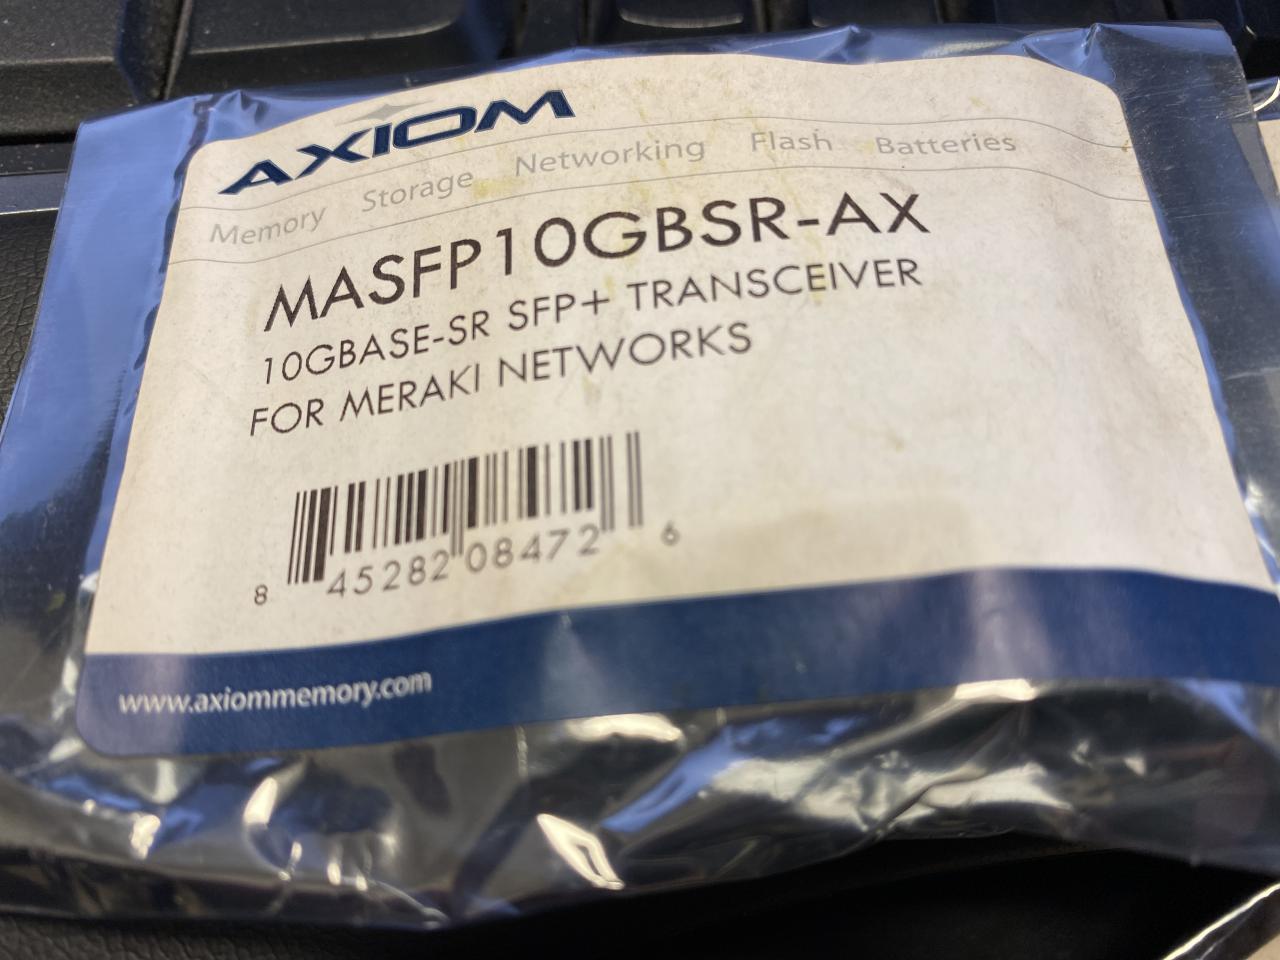 AXIOM
Memory Storage Networking Flash Batteries
MASFP10GBSR-AX
10GBASE-SR SFP+ TRANSCEIVER
FOR MERAKI NETWORKS
8 45282 08472 6
www.axiommemory.com